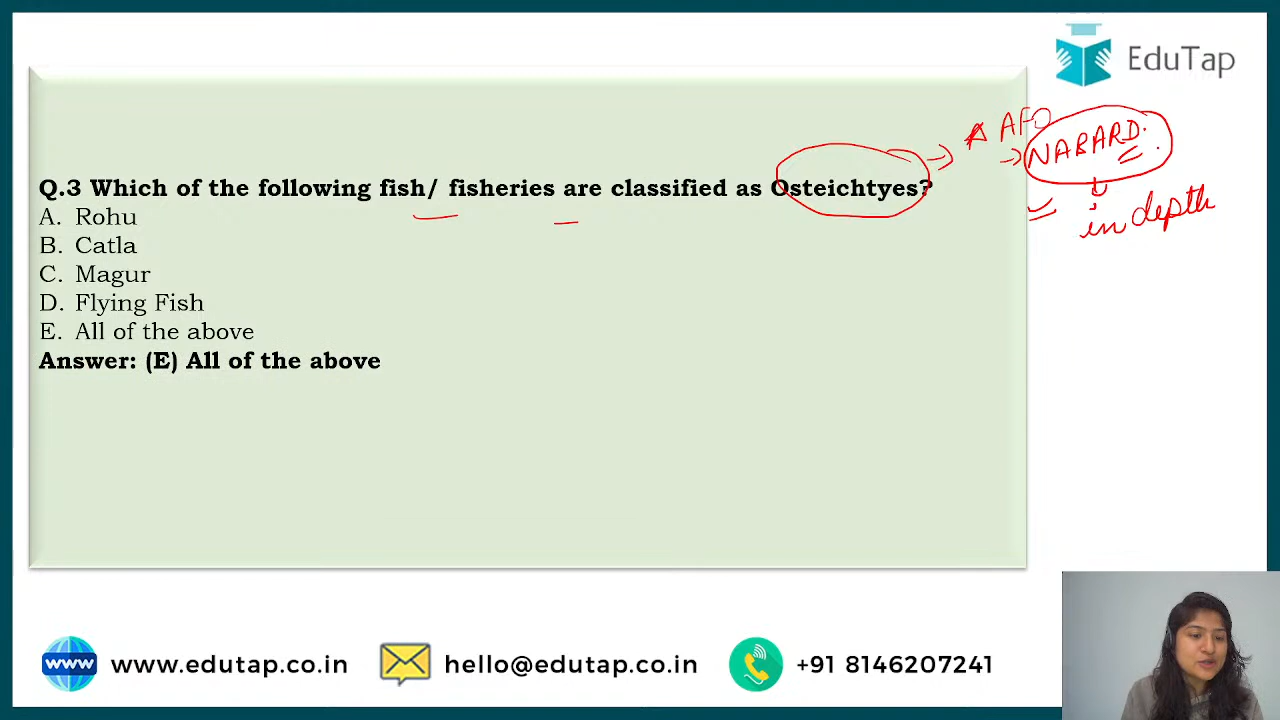 EduTap
AFO
NABARD.
in depth
Q.3 Which of the following fish/ fisheries are classified as Osteichtyes?
A. Rohu
B. Catla
C. Magur
D. Flying Fish
E. All of the above
Answer: (E) All of the above
www www.edutap.co.in hello@edutap.co.in +91 8146207241